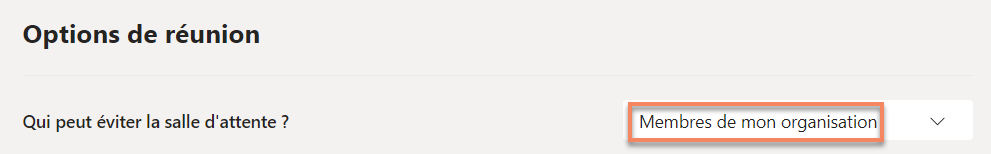 Options de réunion
Qui peut éviter la salle d'attente ? Membres de mon organisation